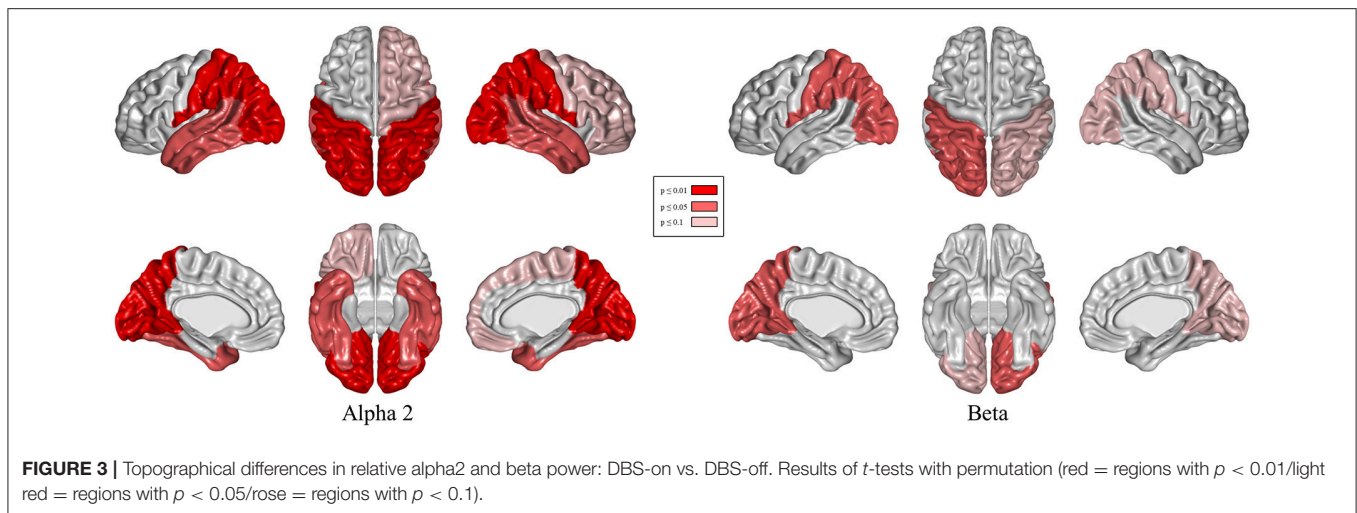 p ≤ 0.01
p ≤ 0.05
p ≤ 0.1
Alpha 2
Beta
FIGURE 3 | Topographical differences in relative alpha2 and beta power: DBS-on vs. DBS-off. Results of t-tests with permutation (red = regions with p < 0.01/light
red = regions with p < 0.05/rose = regions with p < 0.1).